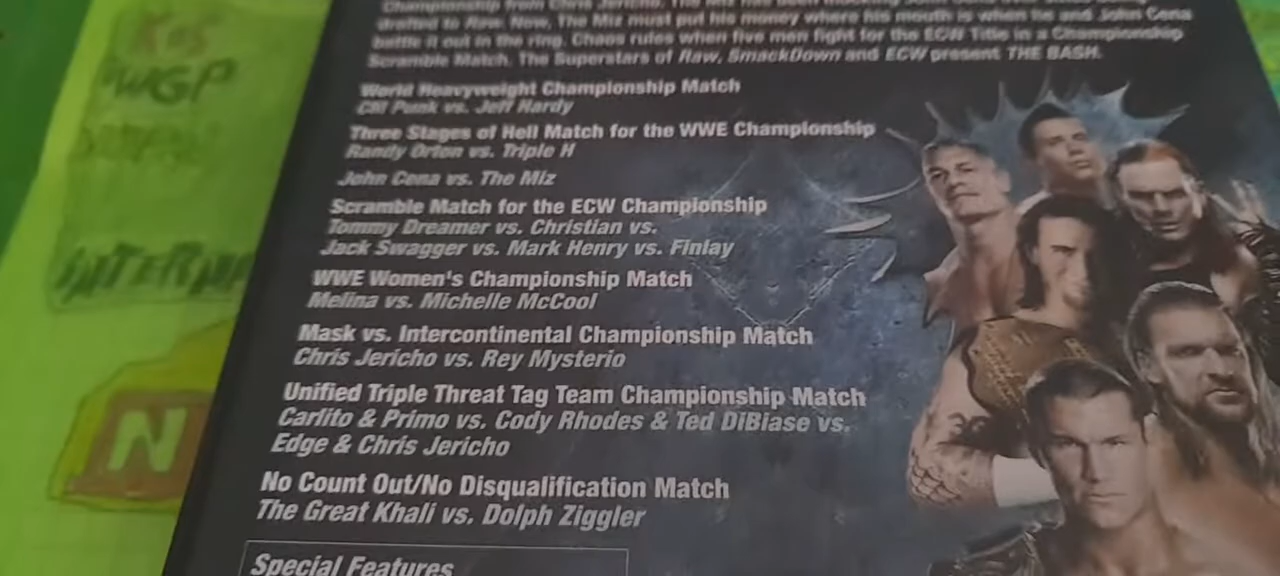 Championship from Chris Jericho. The Miz has been mocking John Cena
drafted to Raw. Now, The Miz must put his money where his mouth is when he and John Cena
battle it out in the ring. Chaos rules when five men fight for the ECW Title in a Championship
Scramble Match. The Superstars of Raw, SmackDown and ECW present THE BASH.
World Heavyweight Championship Match
CM Punk vs. Jeff Hardy
Three Stages of Hell Match for the WWE Championship
Randy Orton vs. Triple H
John Cena vs. The Miz
Scramble Match for the ECW Championship
Tommy Dreamer vs. Christian vs.
Jack Swagger vs. Mark Henry vs. Finlay
WWE Women's Championship Match
Melina vs. Michelle McCool
Mask vs. Intercontinental Championship Match
Chris Jericho vs. Rey Mysterio
Unified Triple Threat Tag Team Championship Match
Carlito & Primo vs. Cody Rhodes & Ted DiBiase vs.
Edge & Chris Jericho
No Count Out/No Disqualification Match
The Great Khali vs. Dolph Ziggler
Special Features
WGP
N